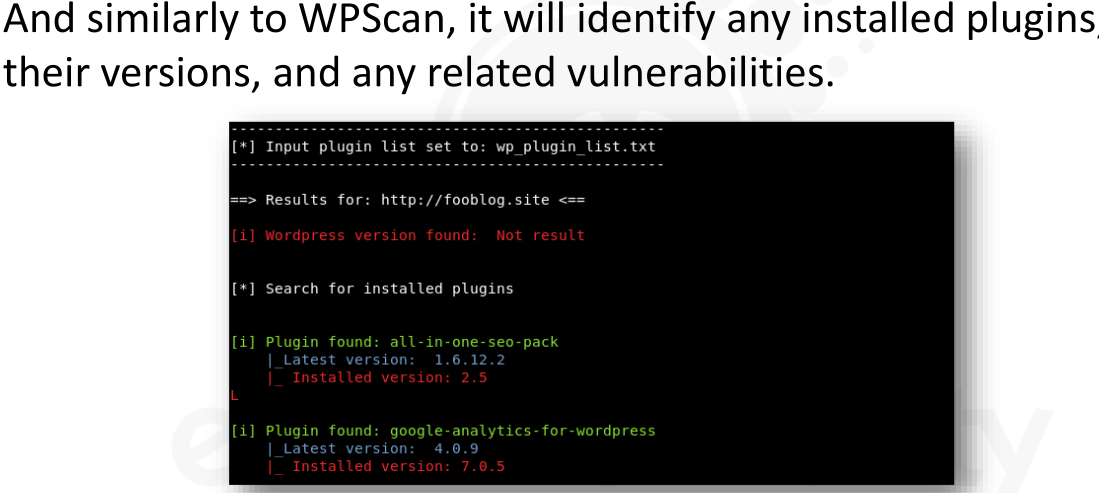 And similarly to WPScan, it will identify any installed plugins,
their versions, and any related vulnerabilities.
-------------------------------------------------
[*] Input plugin list set to: wp_plugin_list.txt
-------------------------------------------------
==> Results for: http://fooblog.site <==
[i] Wordpress version found:  Not result
[*] Search for installed plugins
[i] Plugin found: all-in-one-seo-pack
|_Latest version:  1.6.12.2
|_ Installed version: 2.5
L
[i] Plugin found: google-analytics-for-wordpress
|_Latest version:  4.0.9
|_ Installed version: 7.0.5